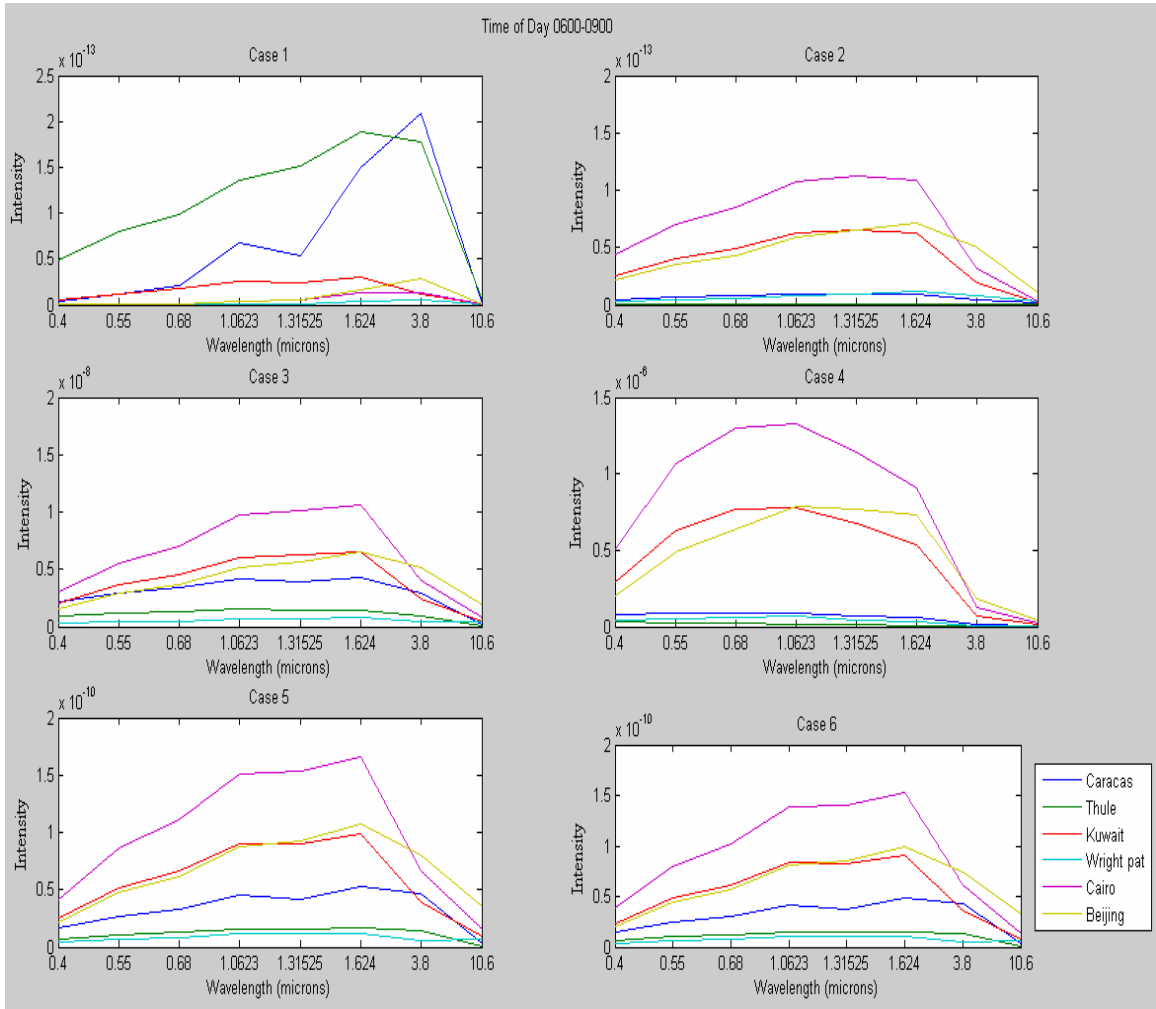 Time of Day 0600-0900
x 10^-13
Case 1
2.5
2
1.5
1
0.5
0
Intensity
0.4 0.55 0.68 1.0623 1.31525 1.624 3.8 10.6
Wavelength (microns)
x 10^-13
Case 2
2
1.5
1
0.5
0
Intensity
0.4 0.55 0.68 1.0623 1.31525 1.624 3.8 10.6
Wavelength (microns)
x 10^-8
Case 3
2
1.5
1
0.5
0
Intensity
0.4 0.55 0.68 1.0623 1.31525 1.624 3.8 10.6
Wavelength (microns)
x 10^-6
Case 4
1.5
1
0.5
0
Intensity
0.4 0.55 0.68 1.0623 1.31525 1.624 3.8 10.6
Wavelength (microns)
x 10^-10
Case 5
2
1.5
1
0.5
0
Intensity
0.4 0.55 0.68 1.0623 1.31525 1.624 3.8 10.6
Wavelength (microns)
x 10^-10
Case 6
2
1.5
1
0.5
0
Intensity
0.4 0.55 0.68 1.0623 1.31525 1.624 3.8 10.6
Wavelength (microns)
Caracas
Thule
Kuwait
Wright pat
Cairo
Beijing